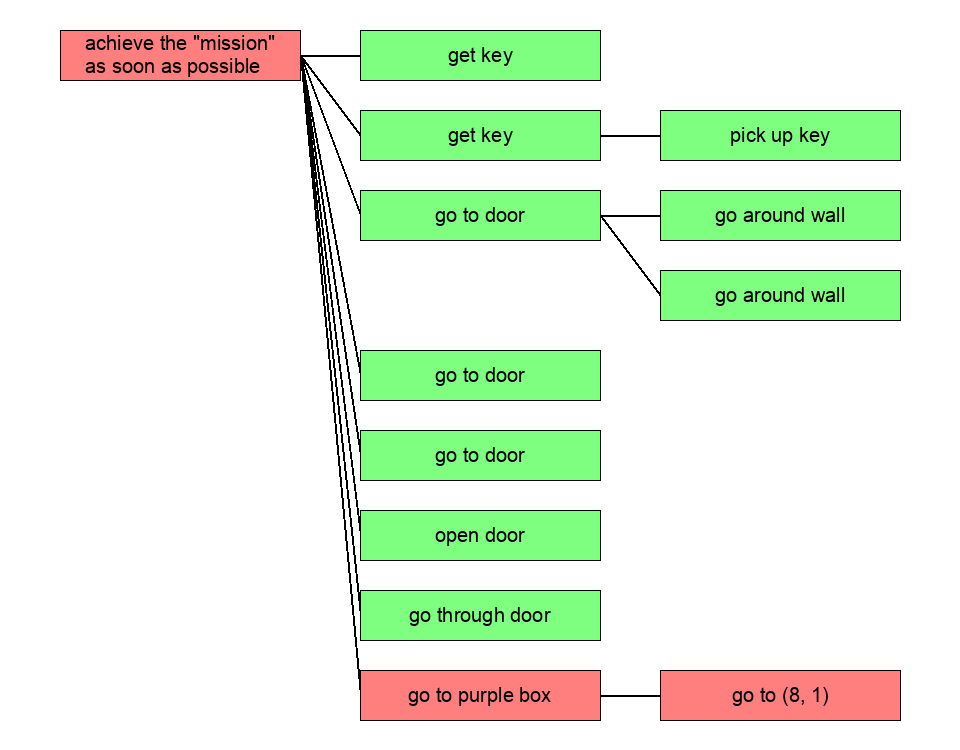 achieve the "mission"
as soon as possible
get key
get key
pick up key
go to door
go around wall
go around wall
go to door
go to door
open door
go through door
go to purple box
go to (8, 1)